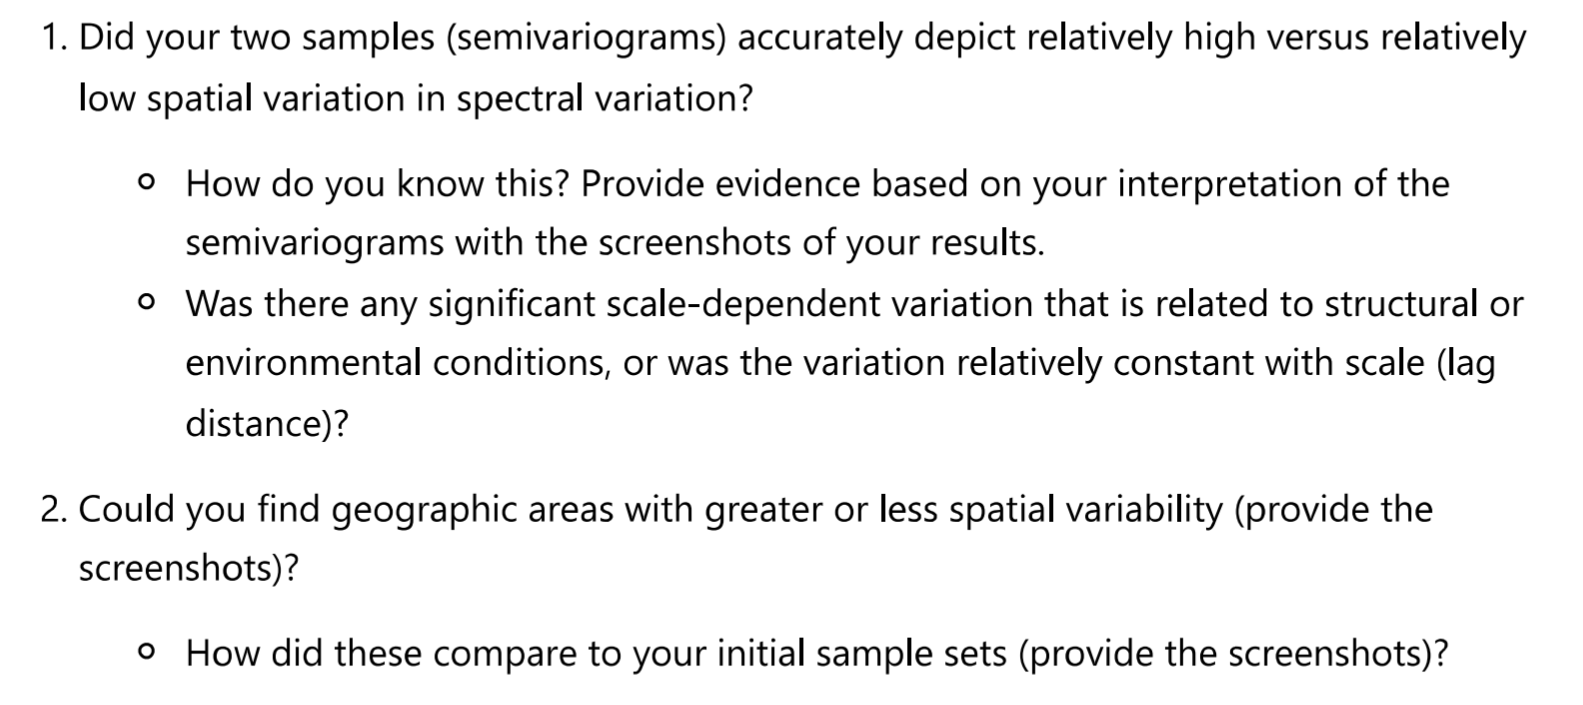 1. Did your two samples (semivariograms) accurately depict relatively high versus relatively
low spatial variation in spectral variation?
○ How do you know this? Provide evidence based on your interpretation of the
semivariograms with the screenshots of your results.
○ Was there any significant scale-dependent variation that is related to structural or
environmental conditions, or was the variation relatively constant with scale (lag
distance)?
2. Could you find geographic areas with greater or less spatial variability (provide the
screenshots)?
○ How did these compare to your initial sample sets (provide the screenshots)?